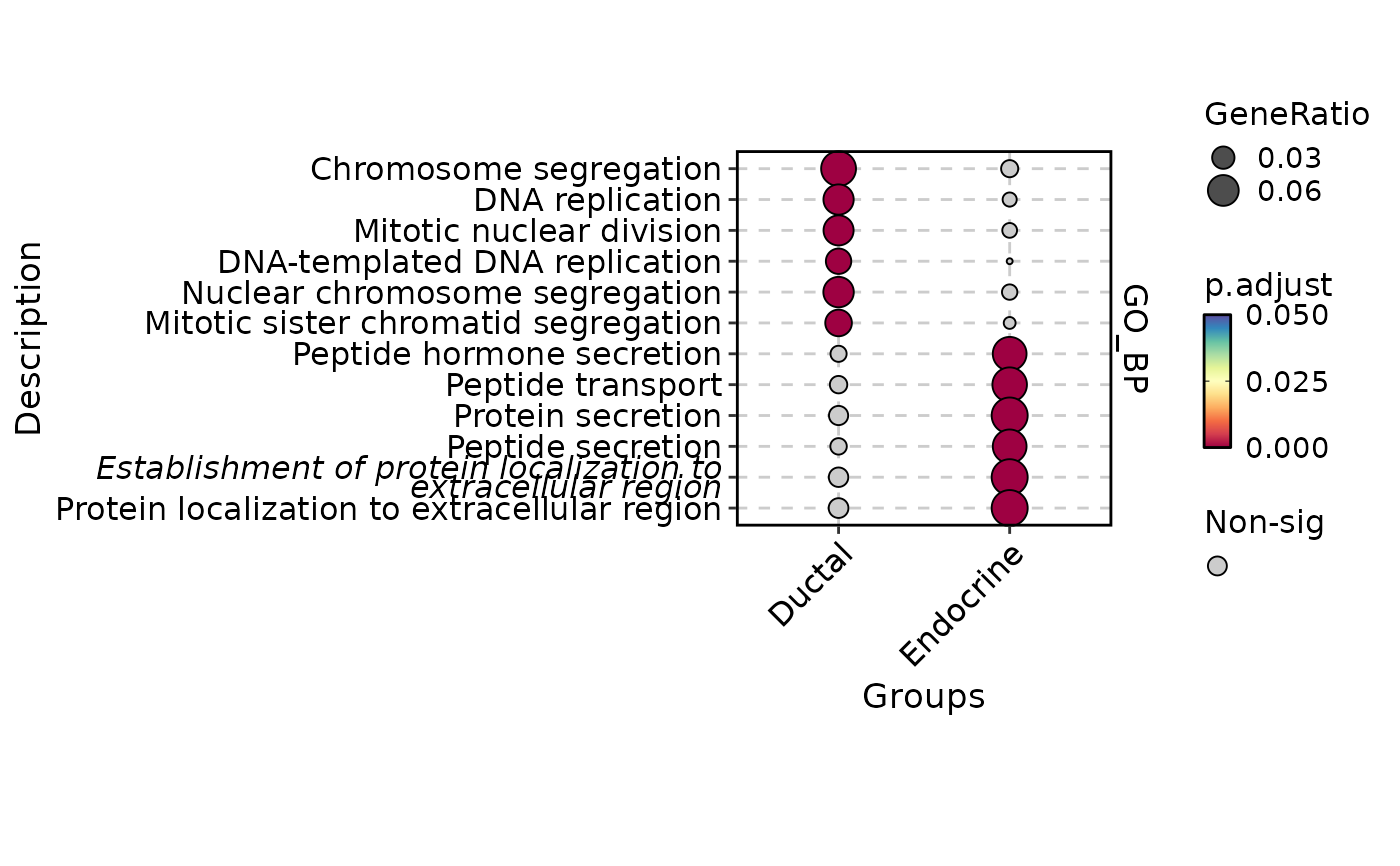 GeneRatio
0.03
0.06
Chromosome segregation
DNA replication
Mitotic nuclear division
DNA-templated DNA replication
Nuclear chromosome segregation
Mitotic sister chromatid segregation
Peptide hormone secretion
Peptide transport
Protein secretion
Peptide secretion
Establishment of protein localization to
extracellular region
Protein localization to extracellular region
Description
GO_BP
p.adjust
0.050
0.025
0.000
Non-sig
Ductal
Endocrine
Groups